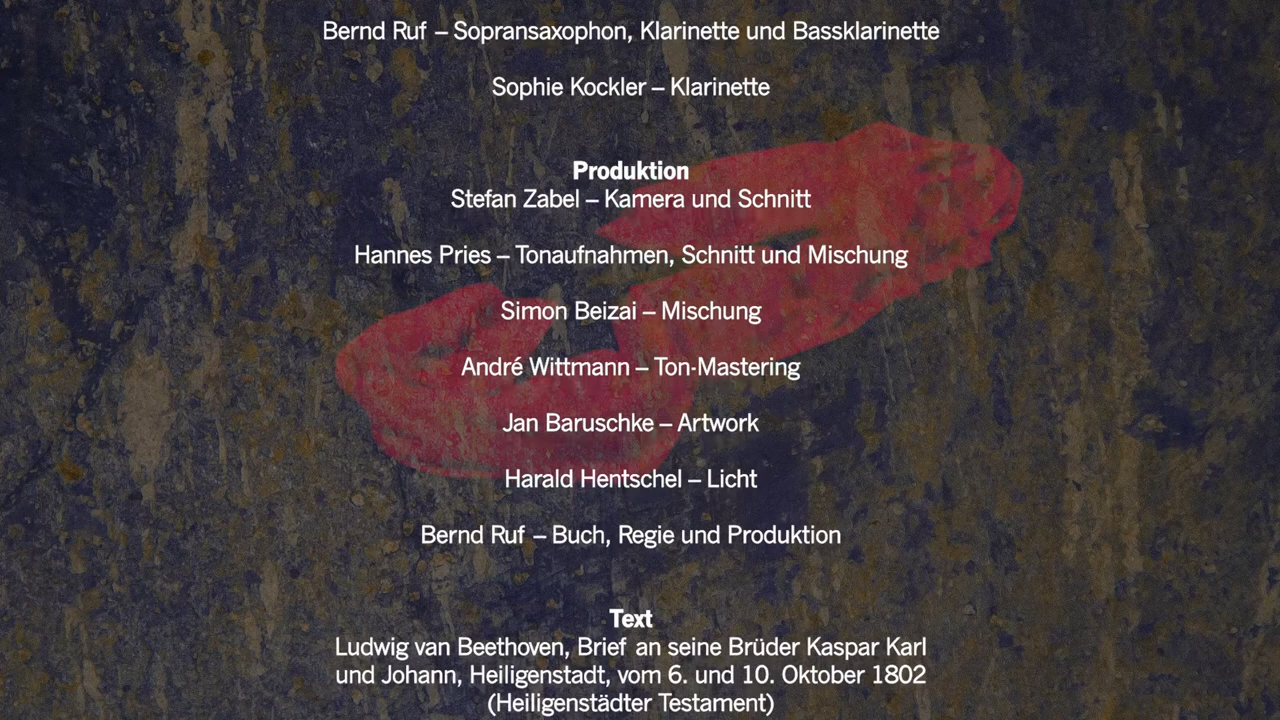 Bernd Ruf – Sopransaxophon, Klarinette und Bassklarinette
Sophie Kockler – Klarinette
Produktion
Stefan Zabel – Kamera und Schnitt
Hannes Pries – Tonaufnahmen, Schnitt und Mischung
Simon Beizai – Mischung
André Wittmann – Ton-Mastering
Jan Baruschke – Artwork
Harald Hentschel – Licht
Bernd Ruf – Buch, Regie und Produktion
Text
Ludwig van Beethoven, Brief an seine Brüder Kaspar Karl
und Johann, Heiligenstadt, vom 6. und 10. Oktober 1802
(Heiligenstädter Testament)